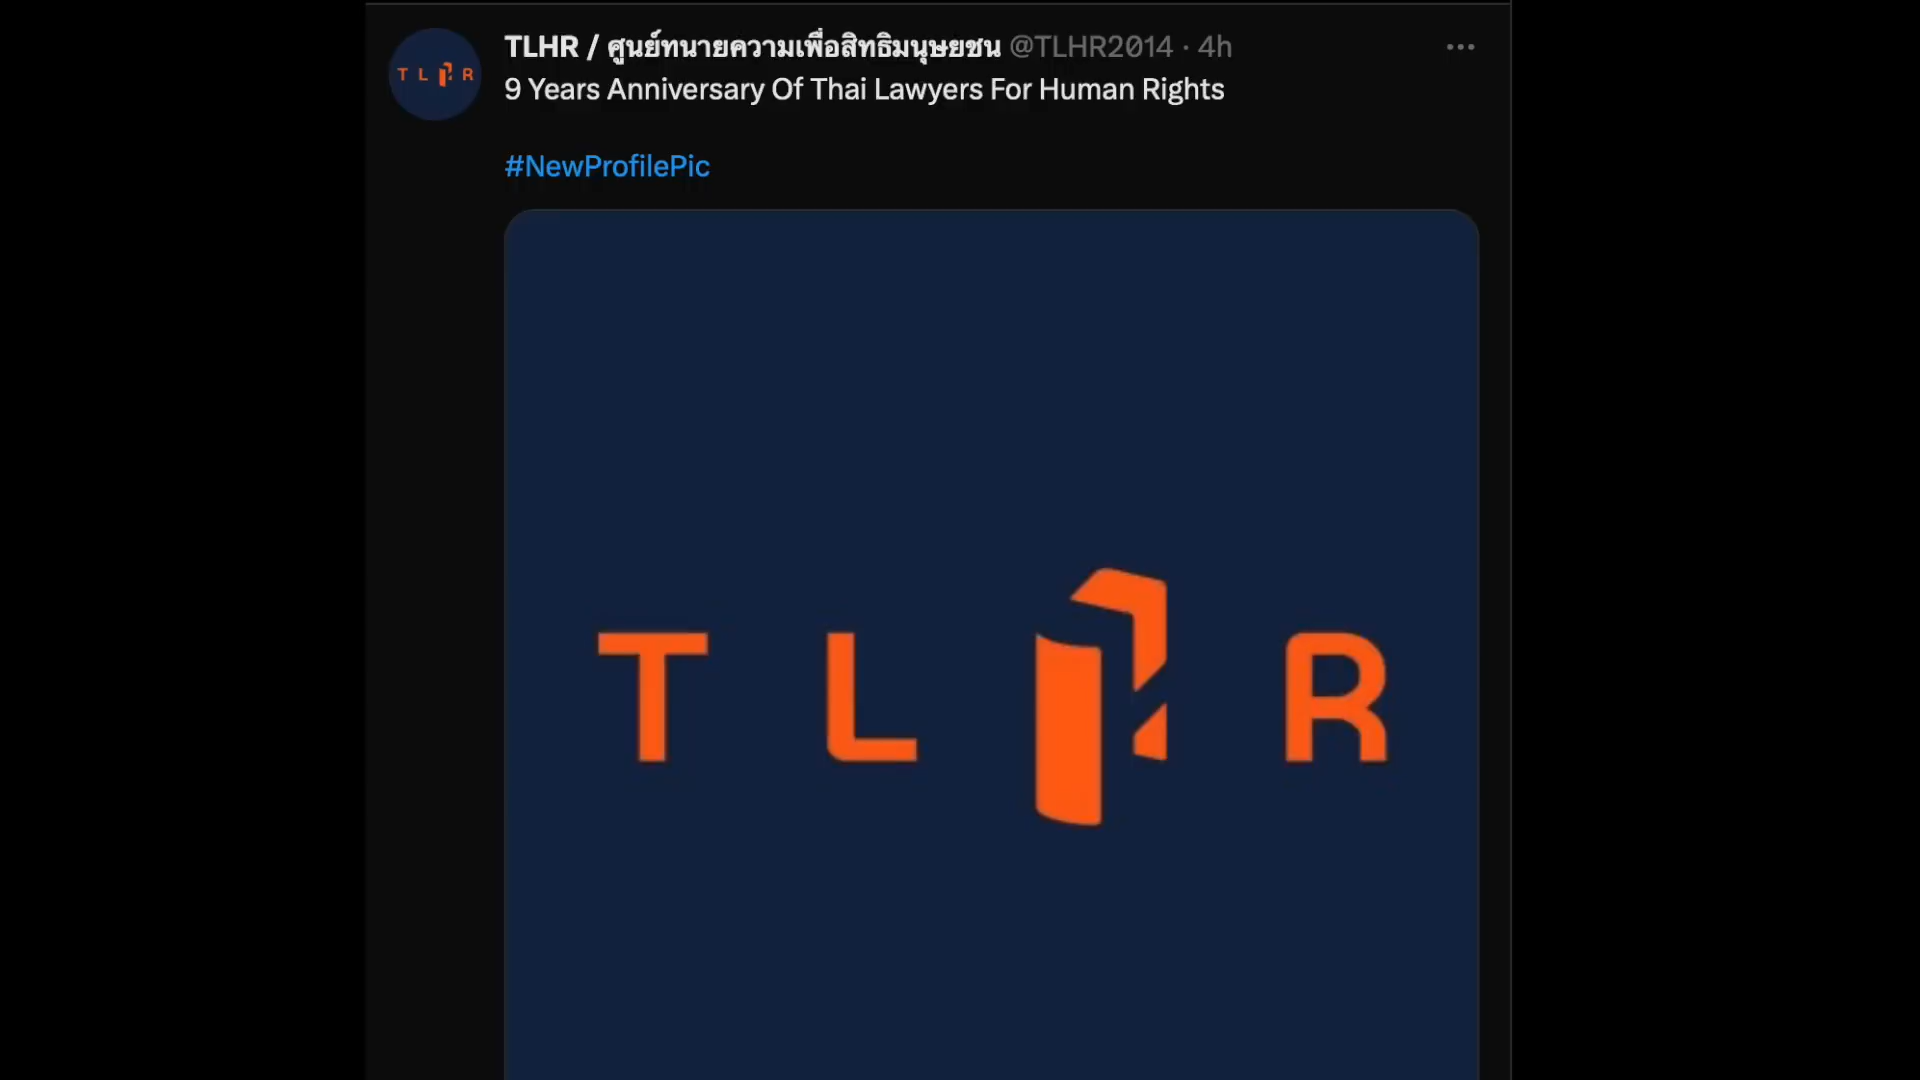 TLHR / ศูนย์ทนายความเพื่อสิทธิมนุษยชน @TLHR2014 · 4h
9 Years Anniversary Of Thai Lawyers For Human Rights
#NewProfilePic
T L H R
T L H R